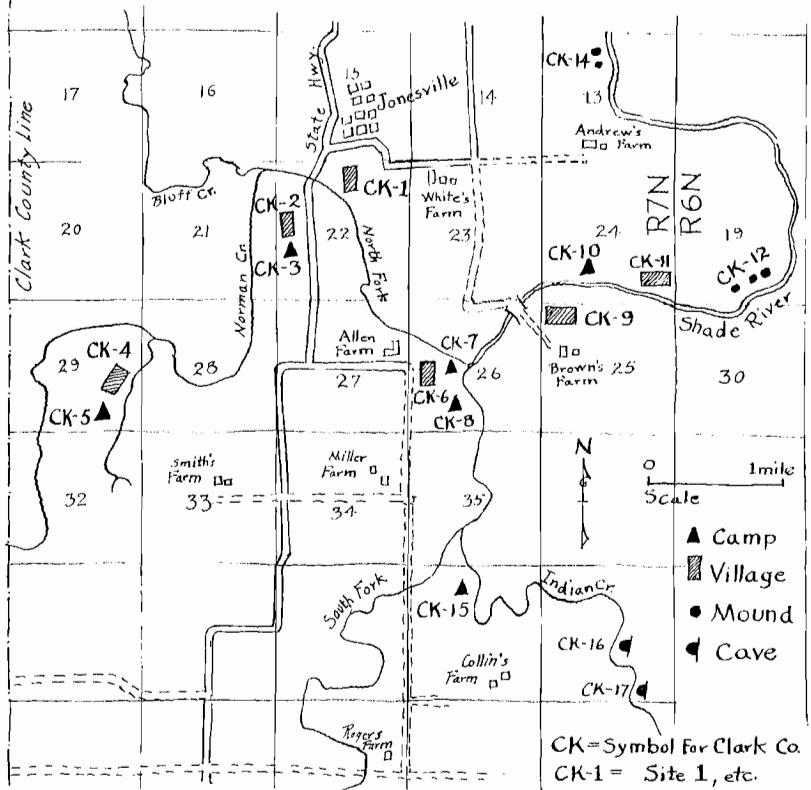 17
16
State Hwy.
15
Jonesville
14
CK-14
13
Andrew's
Farm
Clark County Line
Bluff Cr.
CK-1
White's
Farm
R7N
R6N
20
21
CK-2
CK-3
Norman Cr.
22
North Fork
23
24
CK-10
CK-11
19
CK-12
29
CK-4
CK-5
28
Allen
Farm
27
CK-7
CK-6
CK-8
26
CK-9
Brown's
Farm
25
Shade River
30
32
Smith's
Farm
33
Miller
Farm
34
35
N
0
1mile
Scale
Camp
Village
Mound
Cave
South Fork
CK-15
Indian Cr.
CK-16
CK-17
Collin's
Farm
Rogers
Farm
CK=Symbol For Clark Co.
CK-1 = Site 1, etc.